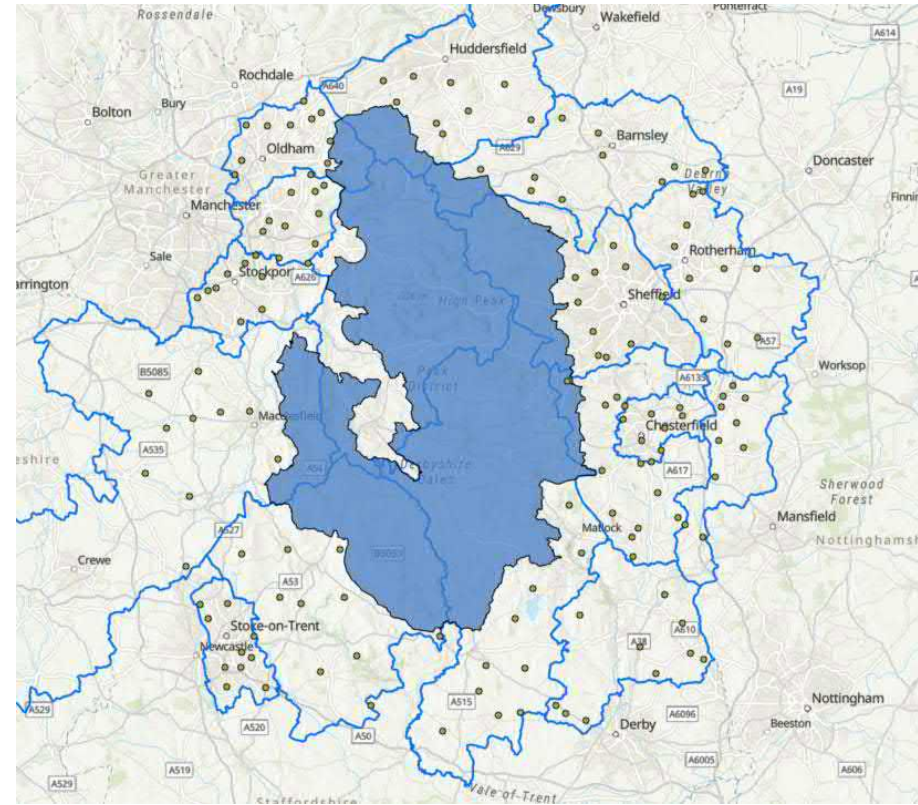 Rossendale
Dewsbury
Pontefract
Wakefield
A614
Huddersfield
Rochdale
A640
A19
Bolton
Bury
Barnsley
A629
Oldham
Doncaster
Greater
Manchester
Dearne
Valley
Manchester
Finnin
Rotherham
Sale
A626
Stockpor
arrington
High Peak
Sheffield
A57
Peak
District
Worksop
B5085
A6135
Macclesfield
Chesterfield
A535
eshire
A54
Derbyshire
Dales
A617
Sherwood
Forest
Mansfield
Matlock
A527
Nottinghamsh
Crewe
B5053
A53
Stoke-on-Trent
A610
A38
Newcastle
A529
A515
Nottingham
A520
A50
Derby
A6096
Beeston
A519
A6005
A606
A529
Vale of Trent
Staffordshire